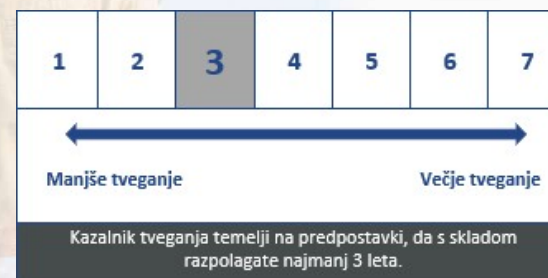 1 2 3 4 5 6 7
Manjše tveganje Večje tveganje
Kazalnik tveganja temelji na predpostavki, da s skladom
razpolagate najmanj 3 leta.